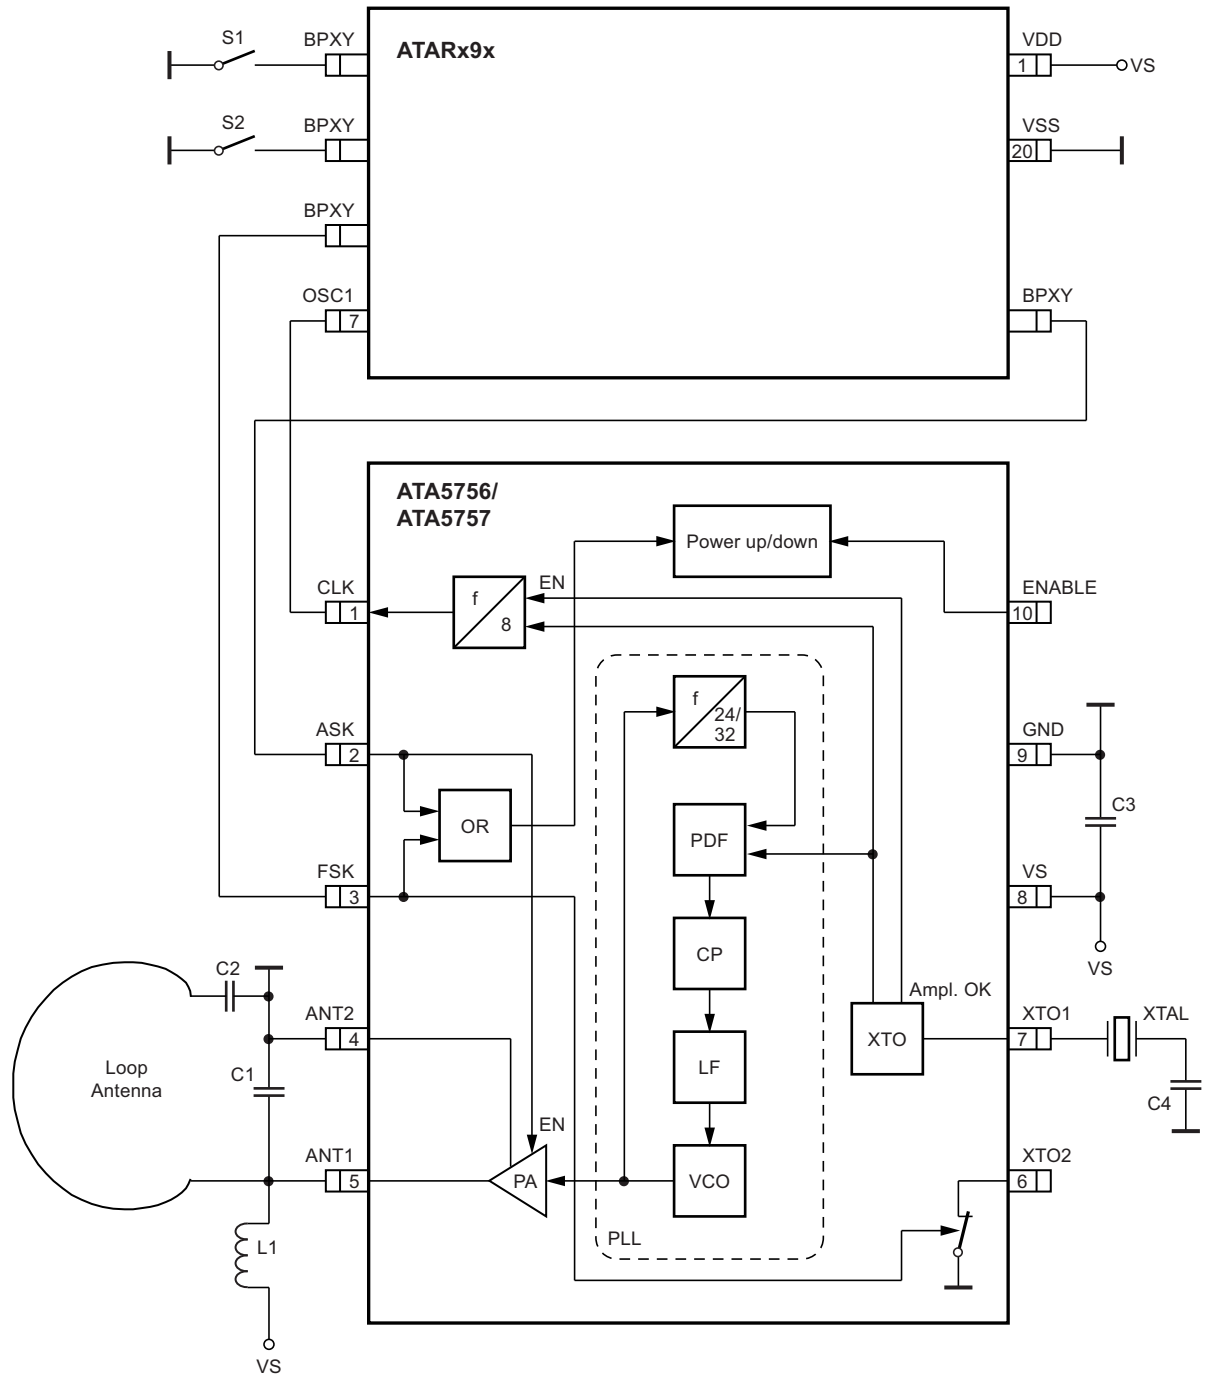 S1
BPXY
ATARx9x
VDD
1
VS
S2
BPXY
VSS
20
BPXY
OSC1
7
BPXY
ATA5756/
ATA5757
Power up/down
CLK
1
f
8
EN
ENABLE
10
f
24/
32
ASK
2
GND
9
OR
PDF
C3
FSK
3
VS
8
CP
VS
C2
Ampl. OK
ANT2
4
XTO
XTO1
7
XTAL
Loop
Antenna
C1
LF
C4
EN
ANT1
5
PA
VCO
XTO2
6
PLL
L1
VS